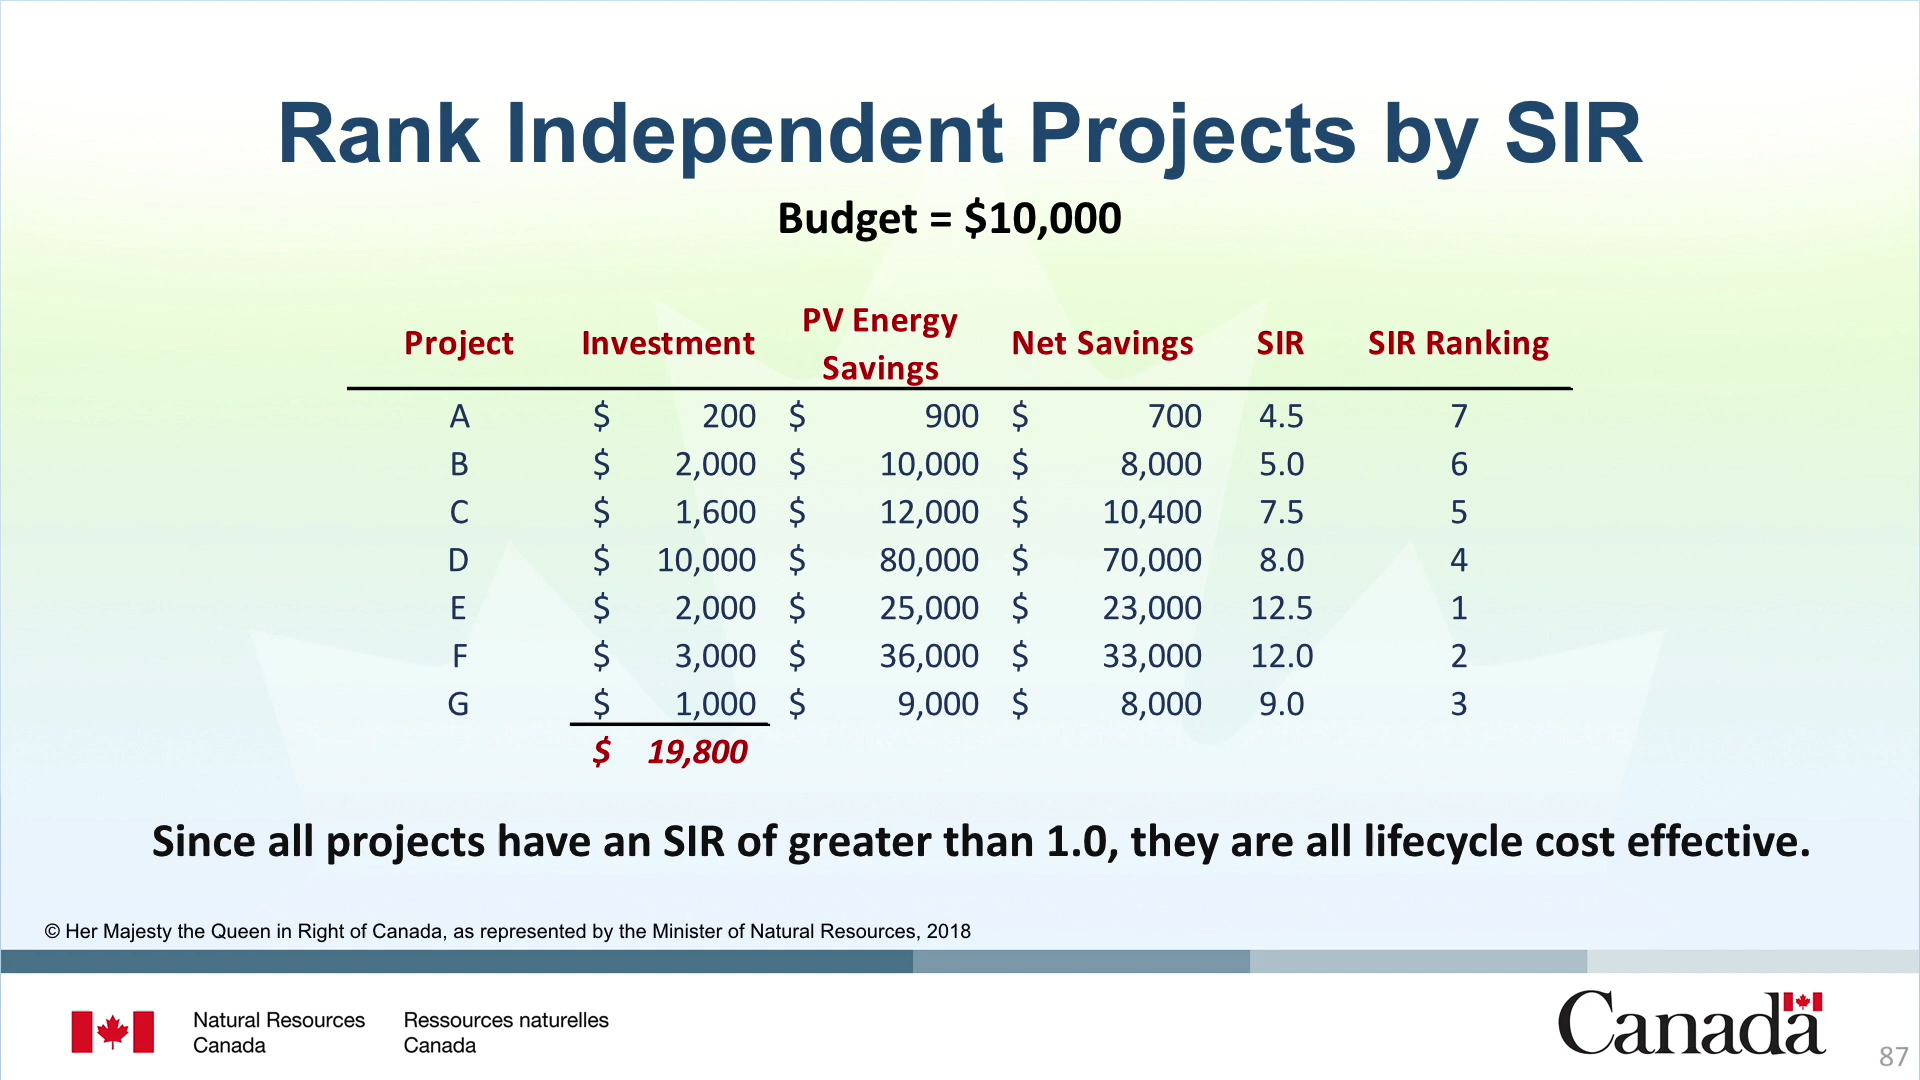 Rank Independent Projects by SIR
Budget = $10,000
Project Investment PV Energy Savings Net Savings SIR SIR Ranking
A $ 200 $ 900 $ 700 4.5 7
B $ 2,000 $ 10,000 $ 8,000 5.0 6
C $ 1,600 $ 12,000 $ 10,400 7.5 5
D $ 10,000 $ 80,000 $ 70,000 8.0 4
E $ 2,000 $ 25,000 $ 23,000 12.5 1
F $ 3,000 $ 36,000 $ 33,000 12.0 2
G $ 1,000 $ 9,000 $ 8,000 9.0 3
$ 19,800
Since all projects have an SIR of greater than 1.0, they are all lifecycle cost effective.
© Her Majesty the Queen in Right of Canada, as represented by the Minister of Natural Resources, 2018
Natural Resources
Canada
Ressources naturelles
Canada
Canada
87